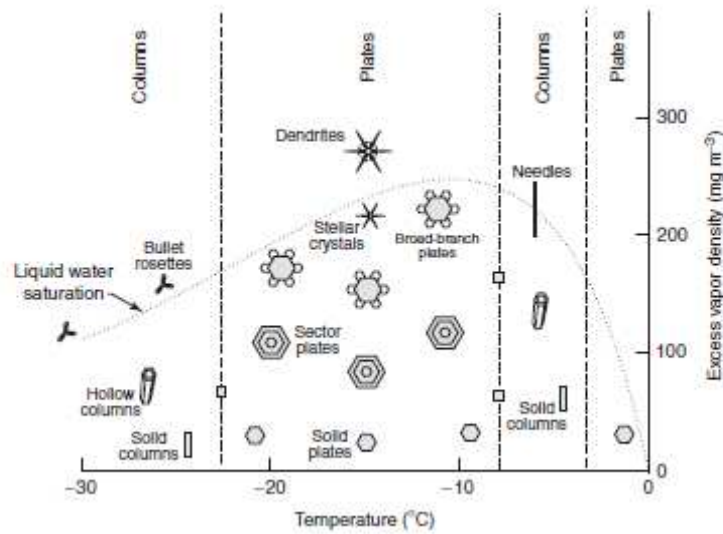 Columns
Plates
Columns
Plates
300
Dendrites
Needles
200
Stellar
crystals
Broad-branch
plates
Bullet
rosettes
Liquid water
saturation
Sector
plates
100
Hollow
columns
Solid
columns
Solid
plates
Solid
columns
0
−30
−20
−10
0
Temperature (°C)
Excess vapor density (mg m⁻³)